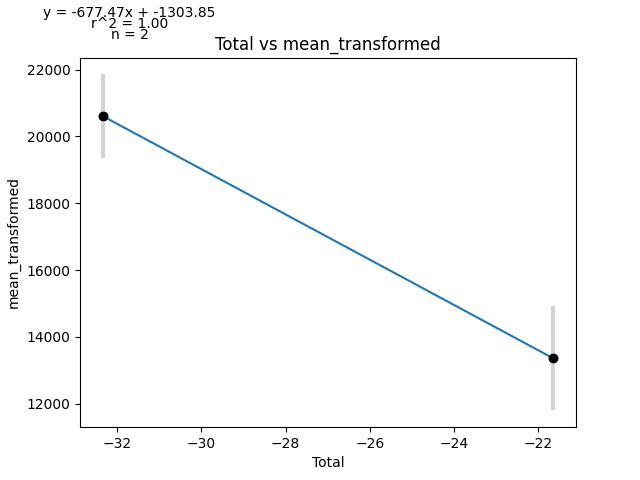 y = -677.47x + -1303.85
r^2 = 1.00
n = 2
Total vs mean_transformed
22000
20000
18000
16000
14000
12000
mean_transformed
−32
−30
−28
−26
−24
−22
Total